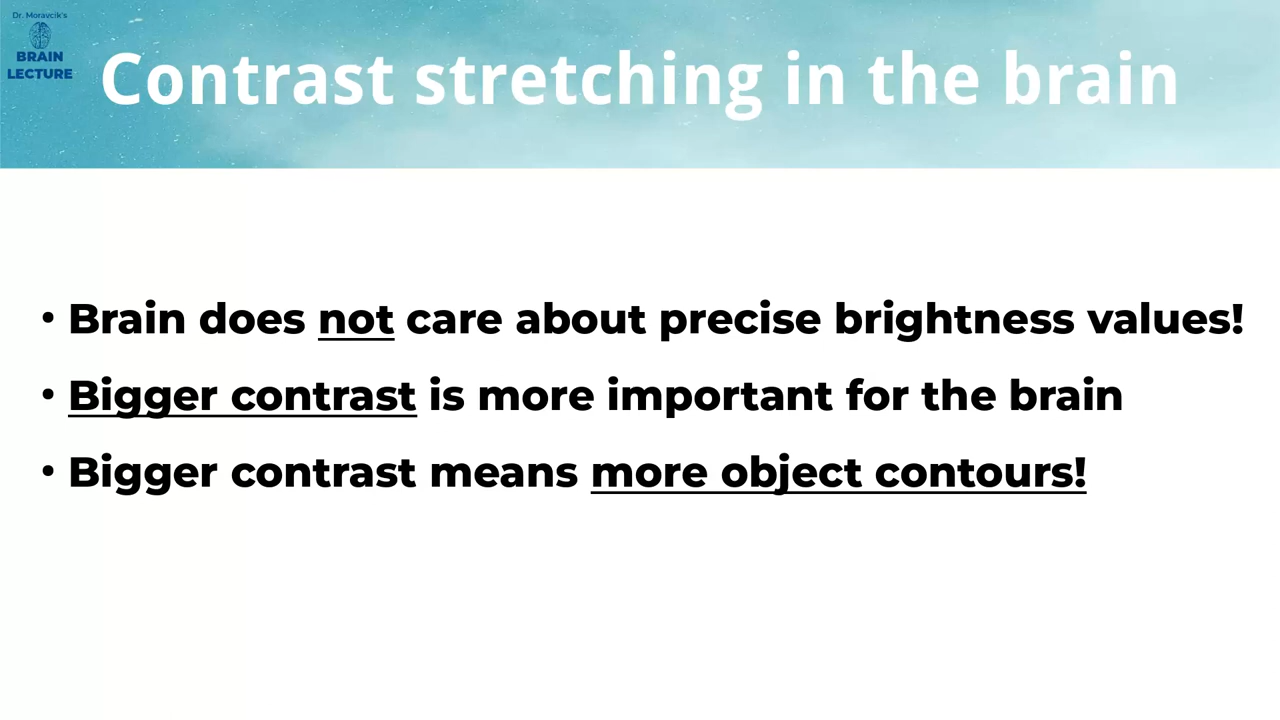 Dr. Moravcik's
BRAIN
LECTURE
Contrast stretching in the brain
• Brain does not care about precise brightness values!
• Bigger contrast is more important for the brain
• Bigger contrast means more object contours!